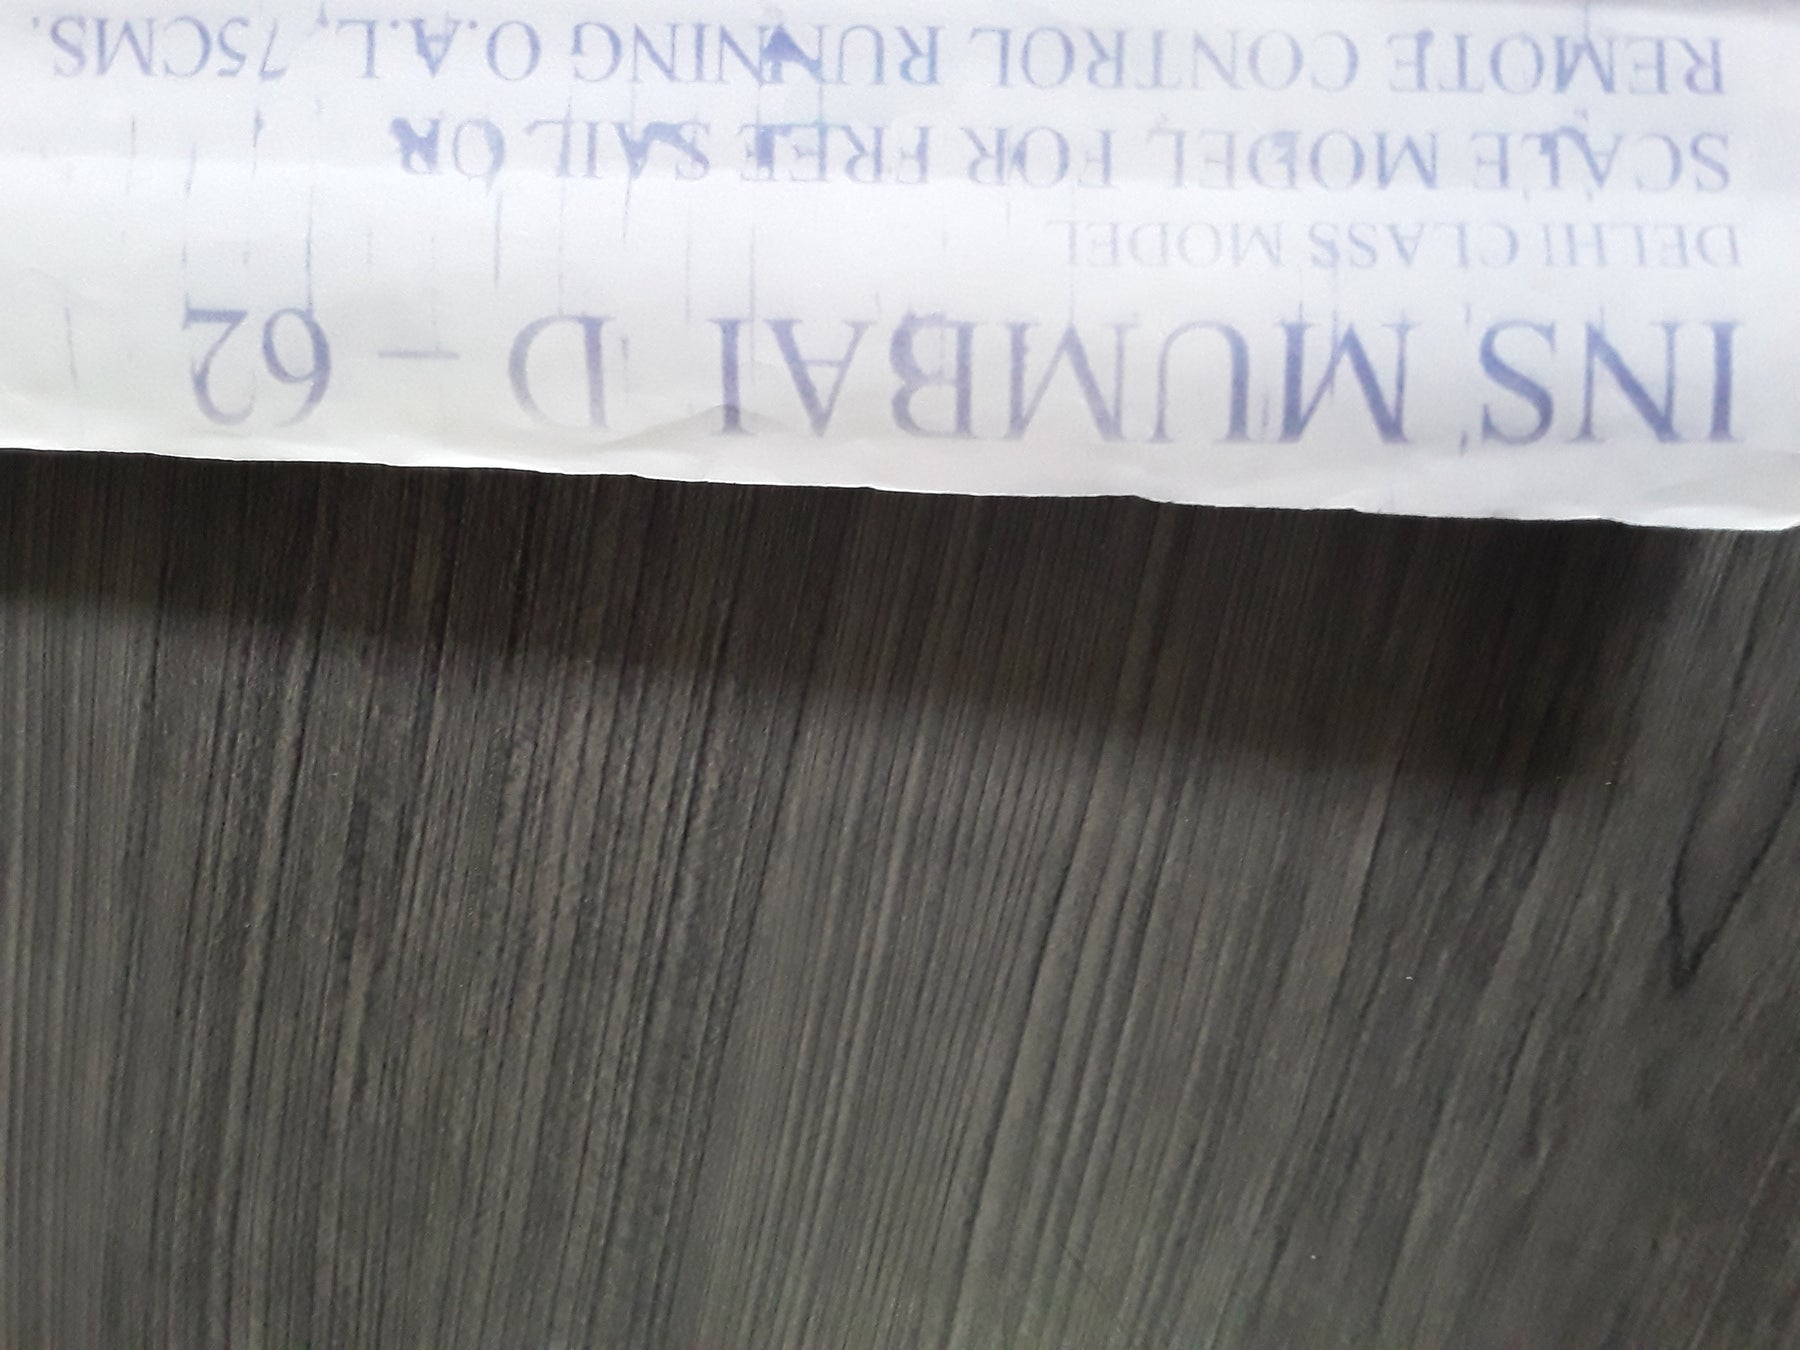 INS MUMBAI D – 62
DELHI CLASS MODEL
SCALE MODEL FOR FREE SAIL OR
REMOTE CONTROL RUNNING O.A.L, 75CMS.